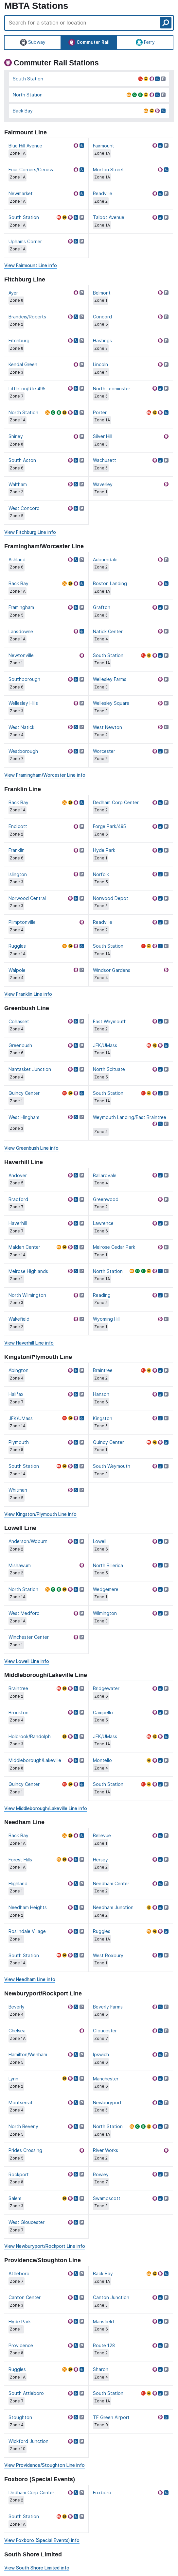 MBTA Stations
Search for a station or location
Subway
Commuter Rail
Ferry
Commuter Rail Stations
South Station
North Station
Back Bay
Fairmount Line
Blue Hill Avenue
Zone 1A
Fairmount
Zone 1A
Four Corners/Geneva
Zone 1A
Morton Street
Zone 1A
Newmarket
Zone 1A
Readville
Zone 2
South Station
Zone 1A
Talbot Avenue
Zone 1A
Uphams Corner
Zone 1A
View Fairmount Line info
Fitchburg Line
Ayer
Zone 8
Belmont
Zone 1
Brandeis/Roberts
Zone 2
Concord
Zone 5
Fitchburg
Zone 8
Hastings
Zone 3
Kendal Green
Zone 3
Lincoln
Zone 4
Littleton/Rte 495
Zone 7
North Leominster
Zone 8
North Station
Zone 1A
Porter
Zone 1A
Shirley
Zone 8
Silver Hill
Zone 3
South Acton
Zone 6
Wachusett
Zone 8
Waltham
Zone 2
Waverley
Zone 1
West Concord
Zone 5
View Fitchburg Line info
Framingham/Worcester Line
Ashland
Zone 6
Auburndale
Zone 2
Back Bay
Zone 1A
Boston Landing
Zone 1A
Framingham
Zone 5
Grafton
Zone 8
Lansdowne
Zone 1A
Natick Center
Zone 4
Newtonville
Zone 1
South Station
Zone 1A
Southborough
Zone 6
Wellesley Farms
Zone 3
Wellesley Hills
Zone 3
Wellesley Square
Zone 3
West Natick
Zone 4
West Newton
Zone 2
Westborough
Zone 7
Worcester
Zone 8
View Framingham/Worcester Line info
Franklin Line
Back Bay
Zone 1A
Dedham Corp Center
Zone 2
Endicott
Zone 2
Forge Park/495
Zone 6
Franklin
Zone 6
Hyde Park
Zone 1
Islington
Zone 3
Norfolk
Zone 5
Norwood Central
Zone 3
Norwood Depot
Zone 3
Plimptonville
Zone 4
Readville
Zone 2
Ruggles
Zone 1A
South Station
Zone 1A
Walpole
Zone 4
Windsor Gardens
Zone 4
View Franklin Line info
Greenbush Line
Cohasset
Zone 4
East Weymouth
Zone 2
Greenbush
Zone 6
JFK/UMass
Zone 1A
Nantasket Junction
Zone 4
North Scituate
Zone 5
Quincy Center
Zone 1
South Station
Zone 1A
West Hingham
Zone 3
Weymouth Landing/East Braintree
Zone 2
View Greenbush Line info
Haverhill Line
Andover
Zone 5
Ballardvale
Zone 4
Bradford
Zone 7
Greenwood
Zone 2
Haverhill
Zone 7
Lawrence
Zone 6
Malden Center
Zone 1A
Melrose Cedar Park
Zone 1
Melrose Highlands
Zone 1
North Station
Zone 1A
North Wilmington
Zone 3
Reading
Zone 2
Wakefield
Zone 2
Wyoming Hill
Zone 1
View Haverhill Line info
Kingston/Plymouth Line
Abington
Zone 4
Braintree
Zone 2
Halifax
Zone 7
Hanson
Zone 6
JFK/UMass
Zone 1A
Kingston
Zone 8
Plymouth
Zone 8
Quincy Center
Zone 1
South Station
Zone 1A
South Weymouth
Zone 3
Whitman
Zone 5
View Kingston/Plymouth Line info
Lowell Line
Anderson/Woburn
Zone 2
Lowell
Zone 6
Mishawum
Zone 2
North Billerica
Zone 5
North Station
Zone 1A
Wedgemere
Zone 1
West Medford
Zone 1A
Wilmington
Zone 3
Winchester Center
Zone 1
View Lowell Line info
Middleborough/Lakeville Line
Braintree
Zone 2
Bridgewater
Zone 6
Brockton
Zone 4
Campello
Zone 5
Holbrook/Randolph
Zone 3
JFK/UMass
Zone 1A
Middleborough/Lakeville
Zone 8
Montello
Zone 4
Quincy Center
Zone 1
South Station
Zone 1A
View Middleborough/Lakeville Line info
Needham Line
Back Bay
Zone 1A
Bellevue
Zone 1
Forest Hills
Zone 1A
Hersey
Zone 2
Highland
Zone 1
Needham Center
Zone 2
Needham Heights
Zone 2
Needham Junction
Zone 2
Roslindale Village
Zone 1
Ruggles
Zone 1A
South Station
Zone 1A
West Roxbury
Zone 1
View Needham Line info
Newburyport/Rockport Line
Beverly
Zone 4
Beverly Farms
Zone 5
Chelsea
Zone 1A
Gloucester
Zone 7
Hamilton/Wenham
Zone 5
Ipswich
Zone 6
Lynn
Zone 2
Manchester
Zone 6
Montserrat
Zone 4
Newburyport
Zone 8
North Beverly
Zone 5
North Station
Zone 1A
Prides Crossing
Zone 5
River Works
Zone 2
Rockport
Zone 8
Rowley
Zone 7
Salem
Zone 3
Swampscott
Zone 3
West Gloucester
Zone 7
View Newburyport/Rockport Line info
Providence/Stoughton Line
Attleboro
Zone 7
Back Bay
Zone 1A
Canton Center
Zone 3
Canton Junction
Zone 3
Hyde Park
Zone 1
Mansfield
Zone 6
Providence
Zone 8
Route 128
Zone 2
Ruggles
Zone 1A
Sharon
Zone 4
South Attleboro
Zone 7
South Station
Zone 1A
Stoughton
Zone 4
TF Green Airport
Zone 9
Wickford Junction
Zone 10
View Providence/Stoughton Line info
Foxboro (Special Events)
Dedham Corp Center
Zone 2
Foxboro
South Station
Zone 1A
View Foxboro (Special Events) info
South Shore Limited
View South Shore Limited info